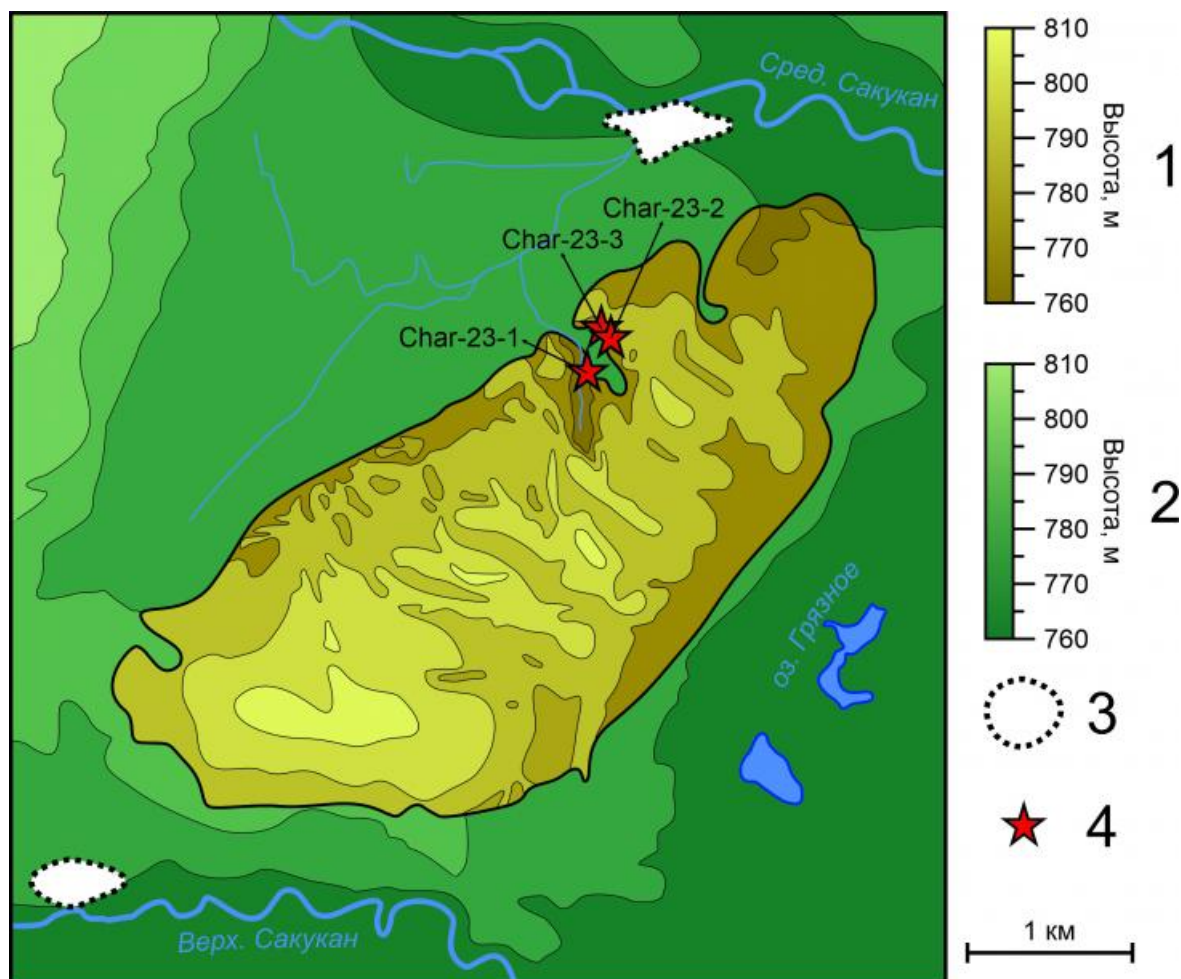 Сред. Сакукан
Char-23-2
Char-23-3
Char-23-1
оз. Грязное
Верх. Сакукан
810
800
790
780
770
760
Высота, м
1
810
800
790
780
770
760
Высота, м
2
3
4
1 км